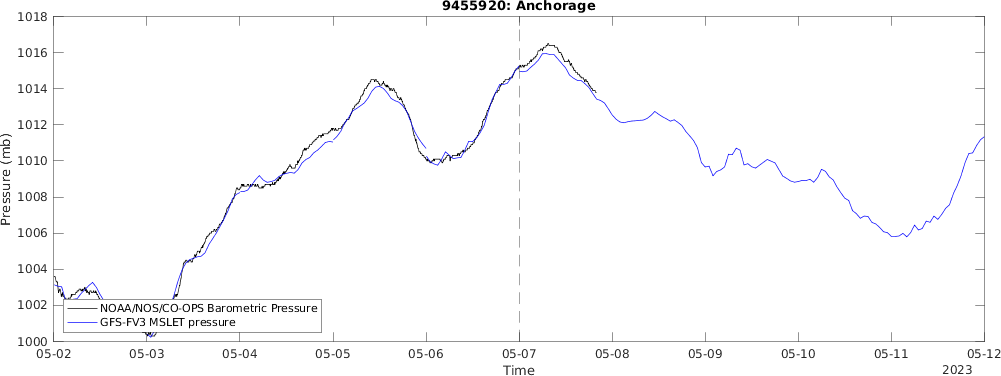 9455920: Anchorage
Pressure (mb)
1018
1016
1014
1012
1010
1008
1006
1004
1002
1000
NOAA/NOS/CO-OPS Barometric Pressure
GFS-FV3 MSLET pressure
05-02 05-03 05-04 05-05 05-06 05-07 05-08 05-09 05-10 05-11 05-12
Time
2023